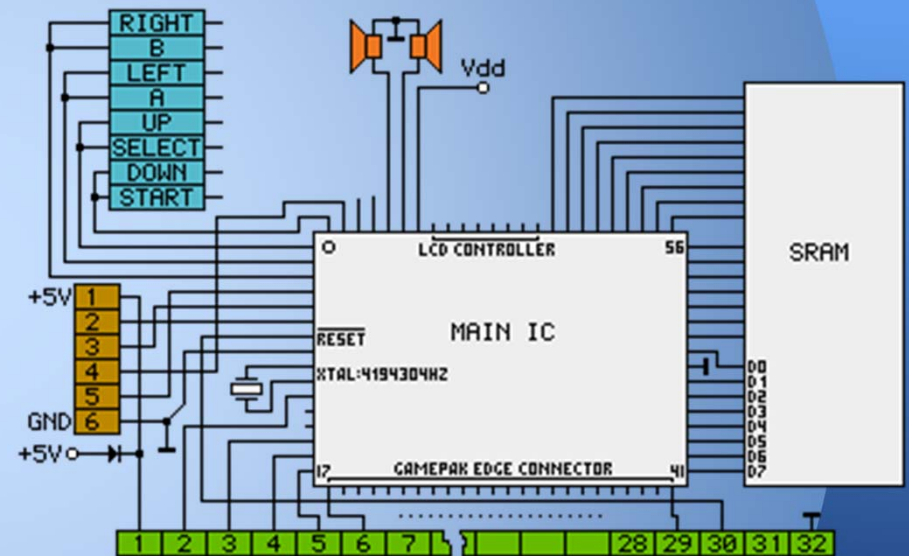 RIGHT
B
LEFT
A
UP
SELECT
DOWN
START
Vdd
LCD CONTROLLER
56
SRAM
MAIN IC
RESET
XTAL:4194304HZ
17
GAMEPAK EDGE CONNECTOR
41
+5V 1
2
3
4
5
GND 6
+5V
D0
D1
D2
D3
D4
D5
D6
D7
1 2 3 4 5 6 7 28 29 30 31 32